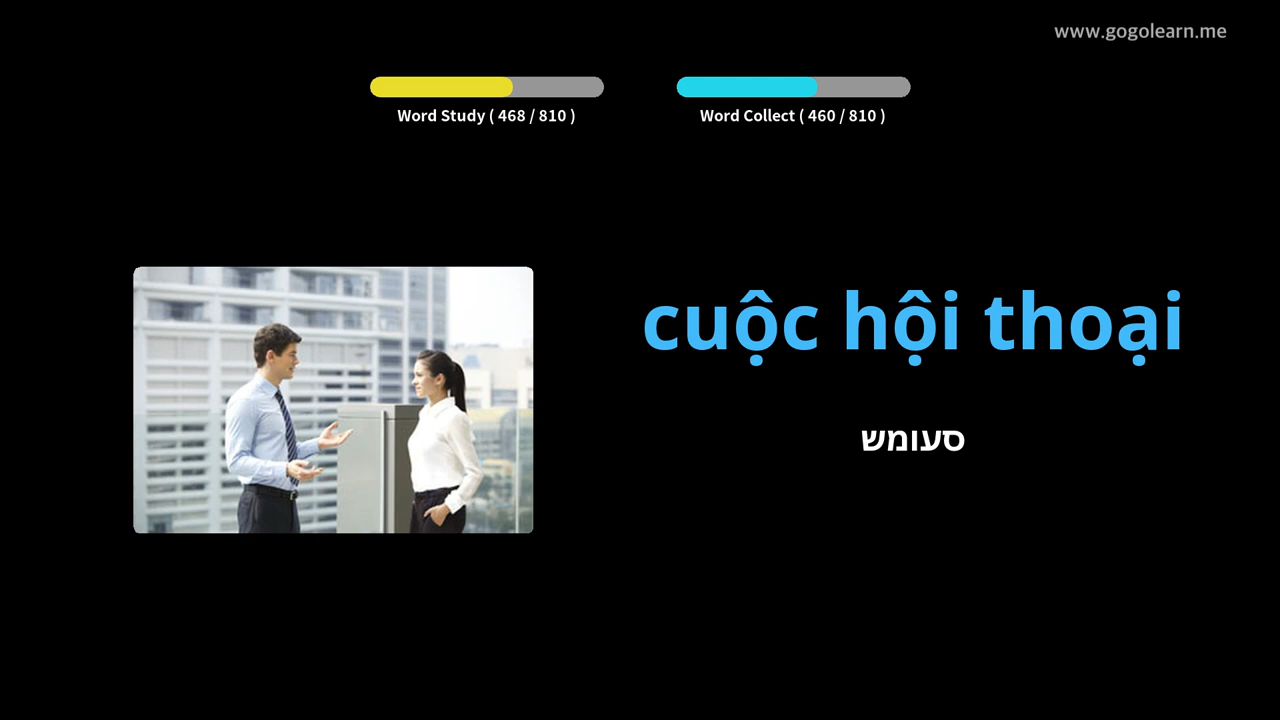 www.gogolearn.me
Word Study ( 468 / 810 )
Word Collect ( 460 / 810 )
cuộc hội thoại
סעומש